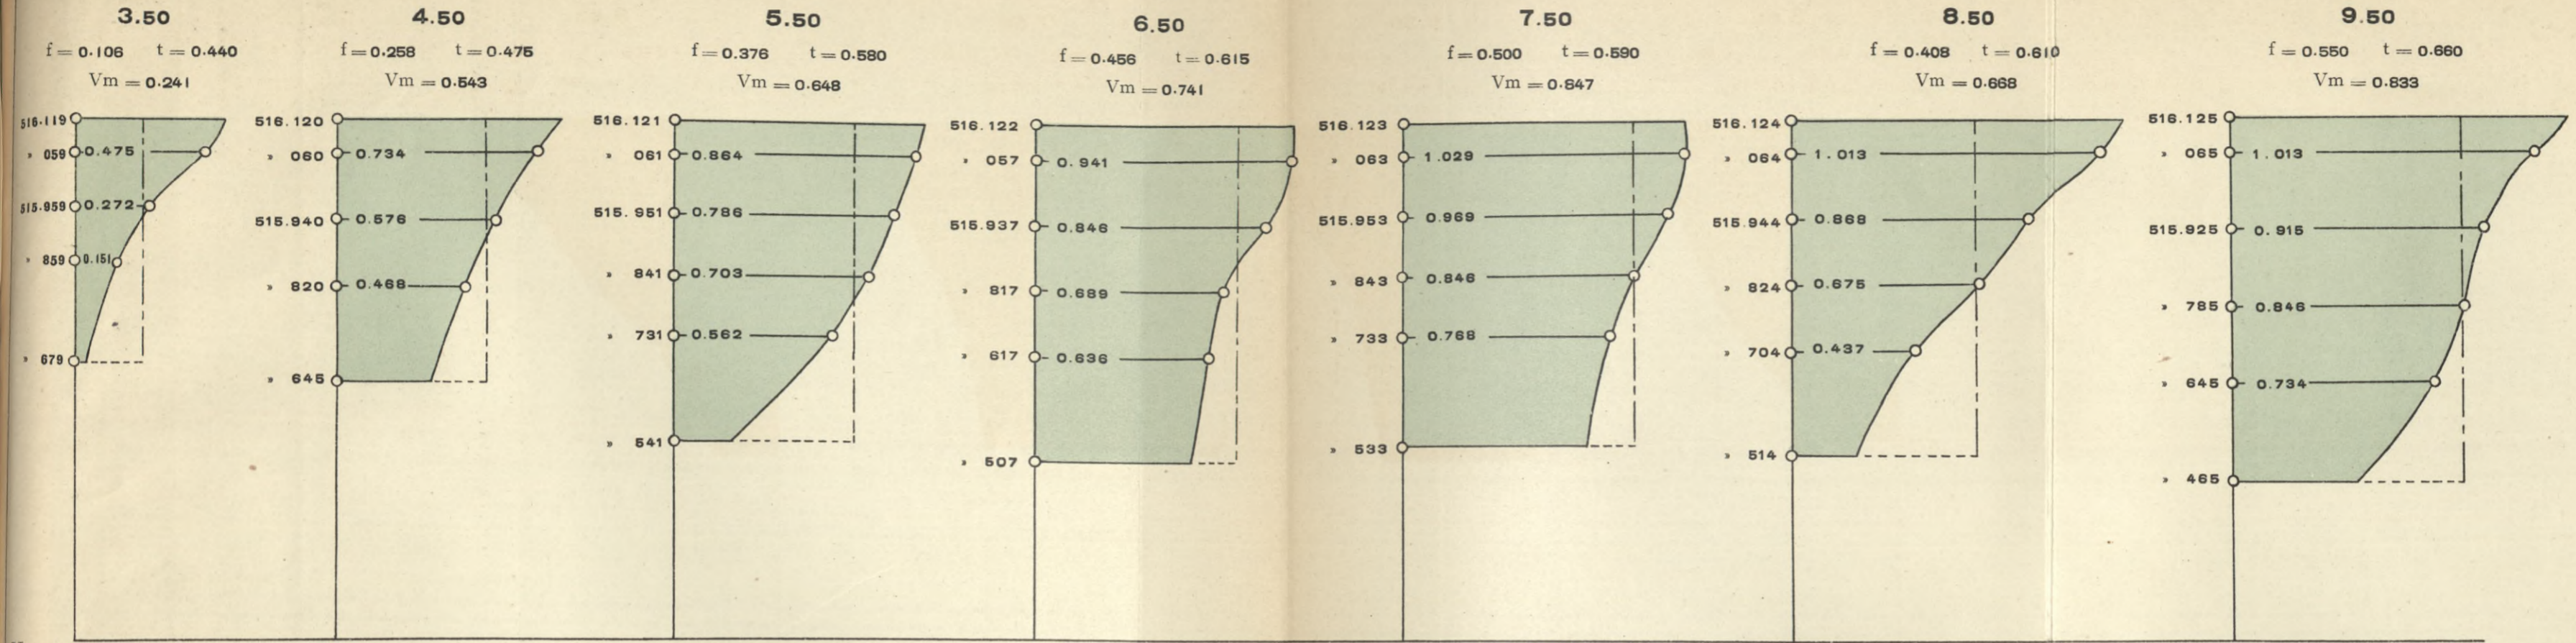 3.50
f = 0.106 t = 0.440
Vm = 0.241
516.119
» 059 0.475
515.959 0.272
» 859 0.151
» 679
4.50
f = 0.258 t = 0.475
Vm = 0.543
516.120
» 060 0.734
515.940 0.576
» 820 0.468
» 645
5.50
f = 0.376 t = 0.580
Vm = 0.648
516.121
» 061 0.864
515.951 0.786
» 841 0.703
» 731 0.562
» 541
6.50
f = 0.456 t = 0.615
Vm = 0.741
516.122
» 057 0.941
515.937 0.846
» 817 0.689
» 617 0.636
» 507
7.50
f = 0.500 t = 0.590
Vm = 0.847
516.123
» 063 1.029
515.953 0.969
» 843 0.846
» 733 0.768
» 533
8.50
f = 0.408 t = 0.610
Vm = 0.668
516.124
» 064 1.013
515.944 0.868
» 824 0.675
» 704 0.437
» 514
9.50
f = 0.550 t = 0.660
Vm = 0.833
516.125
» 065 1.013
515.925 0.915
» 785 0.846
» 645 0.734
» 465